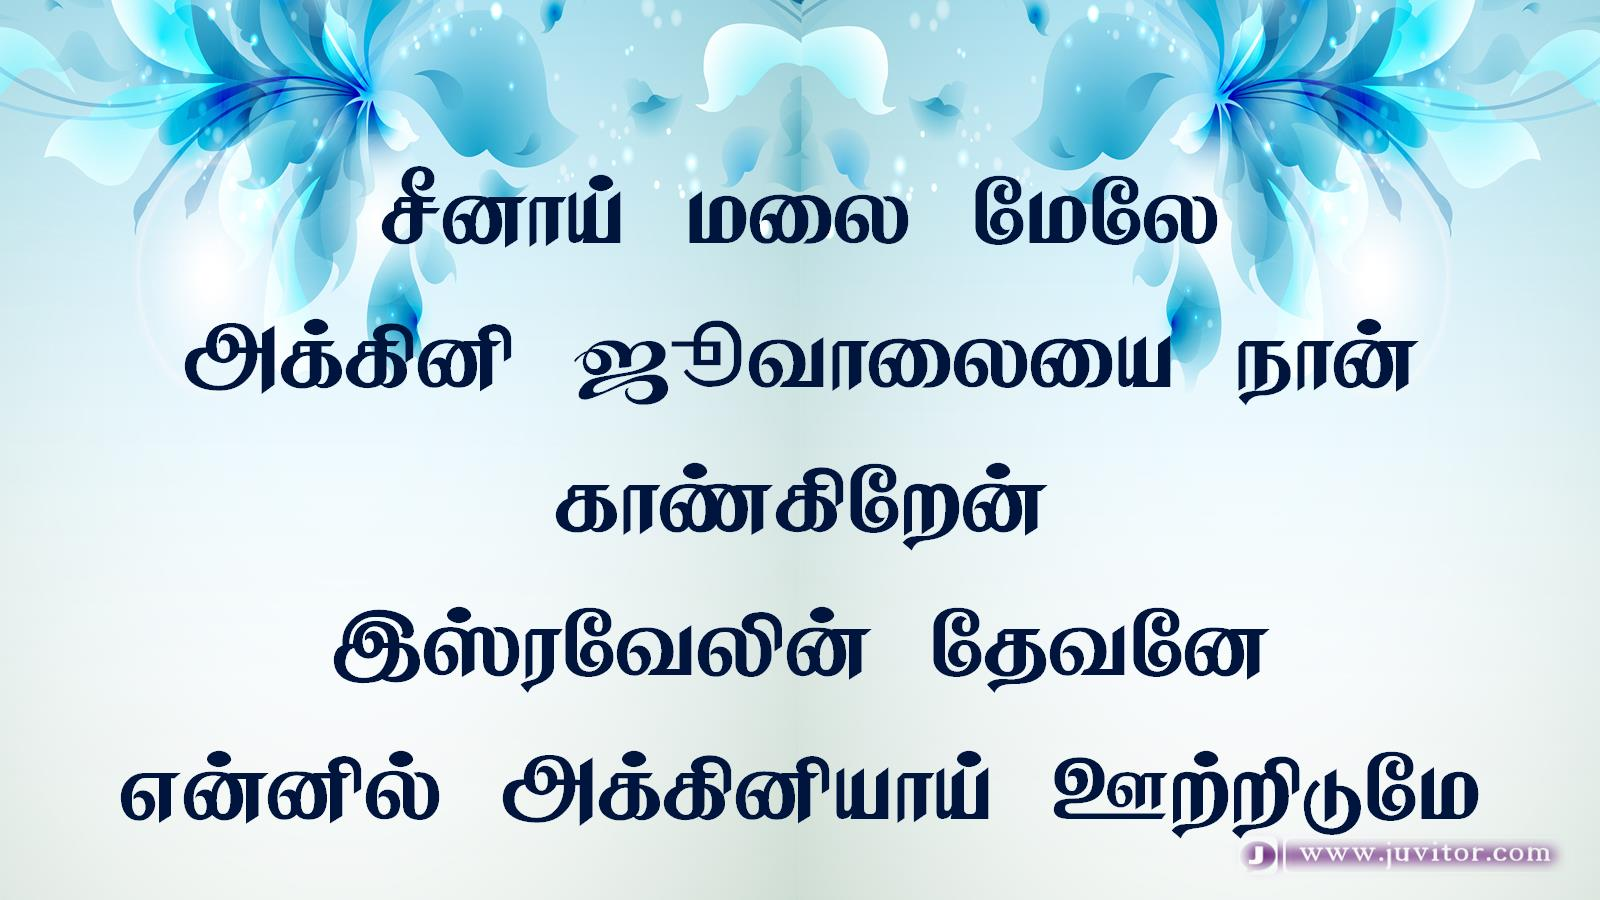 சீனாய் மலை மேலே
அக்கினி ஜூவாலையை நான்
காண்கிறேன்
இஸ்ரவேலின் தேவனே
என்னில் அக்கினியாய் ஊற்றிடுமே
J www.juvitor.com